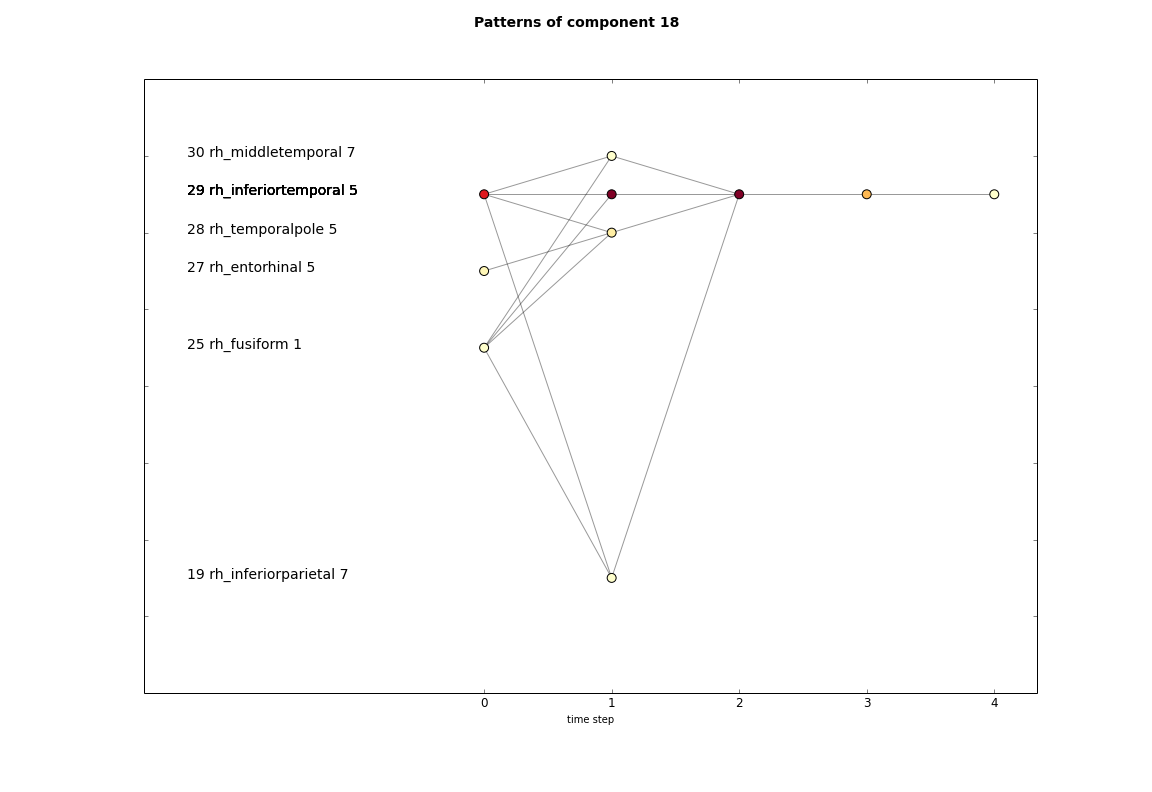 Patterns of component 18
30 rh_middletemporal 7
29 rh_inferiortemporal 5
28 rh_temporalpole 5
27 rh_entorhinal 5
25 rh_fusiform 1
19 rh_inferiorparietal 7
0 1 2 3 4
time step